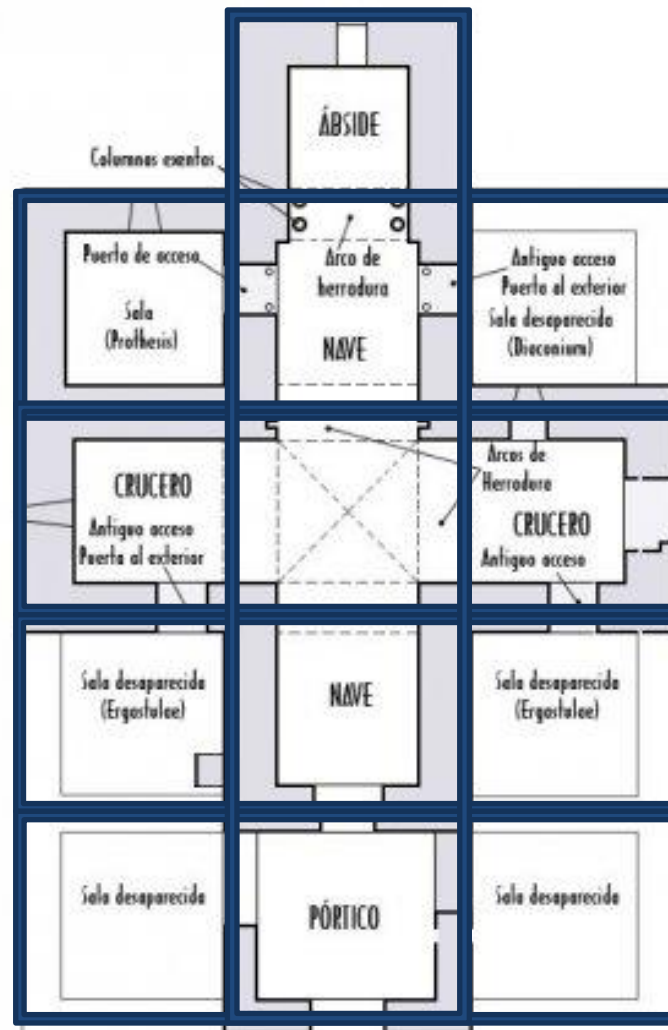 ÁBSIDE
Columnas exentas
Puerta de acceso
Sala
(Prothesis)
Arco de
herradura
NAVE
Antiguo acceso
Puerta al exterior
Sala desaparecida
(Diaconium)
CRUCERO
Antiguo acceso
Puerta al exterior
Arcos de
Herradura
CRUCERO
Antiguo acceso
Sala desaparecida
(Ergastulae)
NAVE
Sala desaparecida
(Ergastulae)
Sala desaparecida
PÓRTICO
Sala desaparecida